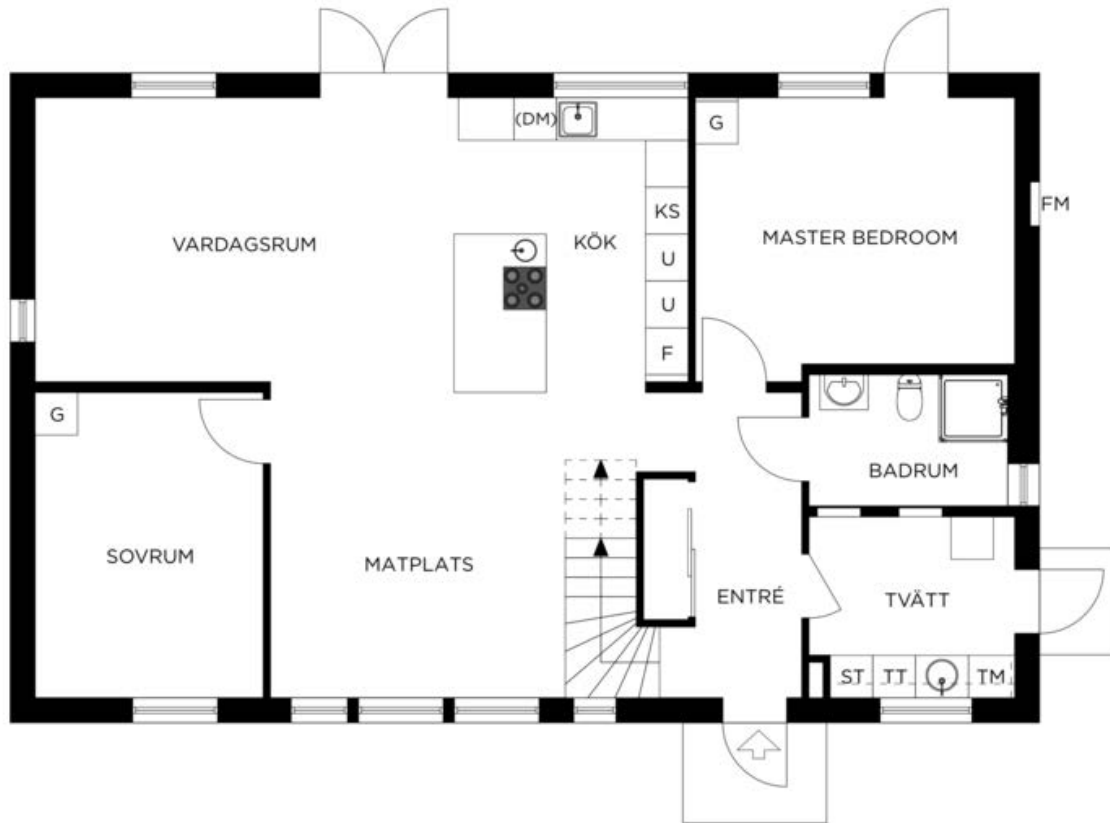 (DM)
G
KS
FM
VARDAGSRUM
KÖK
MASTER BEDROOM
U
U
F
G
BADRUM
SOVRUM
MATPLATS
ENTRÉ
TVÄTT
ST
TT
TM